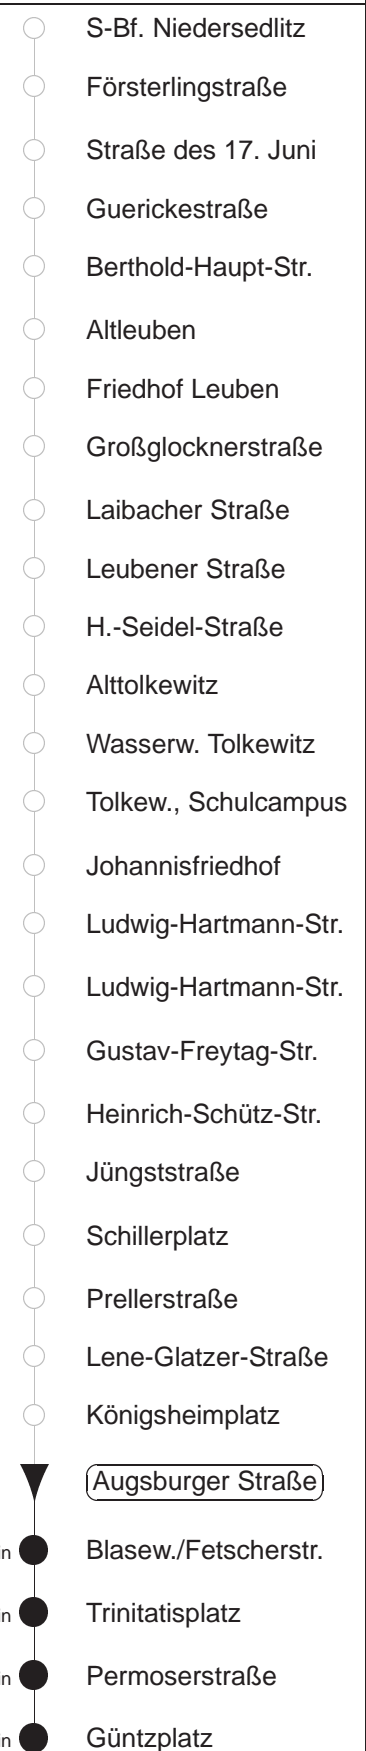 S-Bf. Niedersedlitz
Försterlingstraße
Straße des 17. Juni
Guerickestraße
Berthold-Haupt-Str.
Altleuben
Friedhof Leuben
Großglocknerstraße
Laibacher Straße
Leubener Straße
H.-Seidel-Straße
Alttolkewitz
Wasserw. Tolkewitz
Tolkew., Schulcampus
Johannisfriedhof
Ludwig-Hartmann-Str.
Ludwig-Hartmann-Str.
Gustav-Freytag-Str.
Heinrich-Schütz-Str.
Jüngststraße
Schillerplatz
Prellerstraße
Lene-Glatzer-Straße
Königsheimplatz
Augsburger Straße
Blasew./Fetscherstr.
Trinitatisplatz
Permoserstraße
Güntzplatz